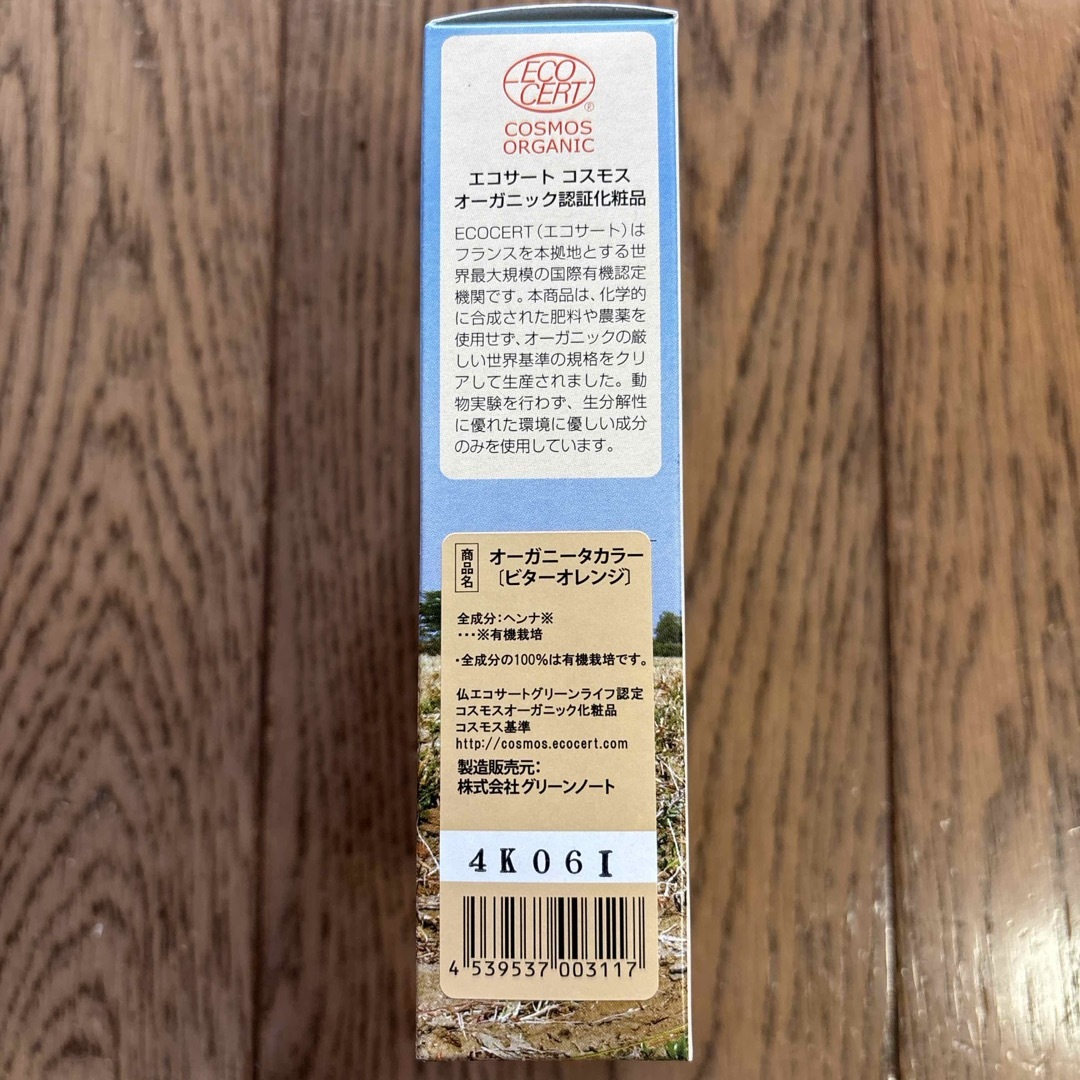 ECO
CERT
®
COSMOS
ORGANIC
エコサート コスモス
オーガニック認証化粧品
ECOCERT(エコサート)は
フランスを本拠地とする世
界最大規模の国際有機認定
機関です。本商品は、化学的
に合成された肥料や農薬を
使用せず、オーガニックの厳
しい世界基準の規格をクリ
アして生産されました。動
物実験を行わず、生分解性
に優れた環境に優しい成分
のみを使用しています。
商品名
オーガニータカラー
〔ビターオレンジ〕
全成分:ヘンナ※
…※有機栽培
・全成分の100%は有機栽培です。
仏エコサートグリーンライフ認定
コスモスオーガニック化粧品
コスモス基準
http://cosmos.ecocert.com
製造販売元:
株式会社グリーンノート
4K06I
4 539537 003117